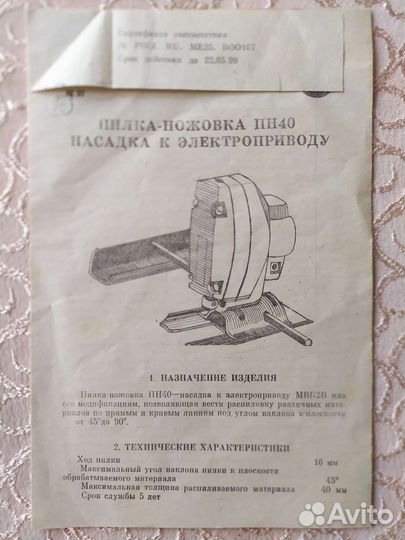 Сертификат соответствия
№ РОСС. RU. МЕ25. ВОО167
Срок действия до 22.05.99
ПИЛКА-НОЖОВКА ПН40
НАСАДКА К ЭЛЕКТРОПРИВОДУ
1. НАЗНАЧЕНИЕ ИЗДЕЛИЯ
Пилка-ножовка ПН40—насадка к электроприводу МВБ2В или
его модификациям, позволяющая вести распиловку различных мате-
риалов по прямым и кривым линиям под углом наклона к плоскости
от 45° до 90°.
2. ТЕХНИЧЕСКИЕ ХАРАКТЕРИСТИКИ
Ход пилки 16 мм
Максимальный угол наклона пилки к плоскости
обрабатываемого материала 45°
Максимальная толщина распиливаемого материала 40 мм
Срок службы 5 лет
Avito